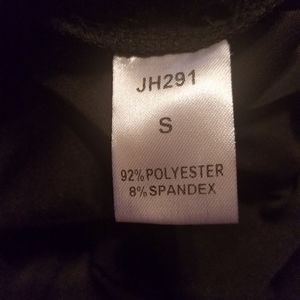 JH291
S
92% POLYESTER
8% SPANDEX